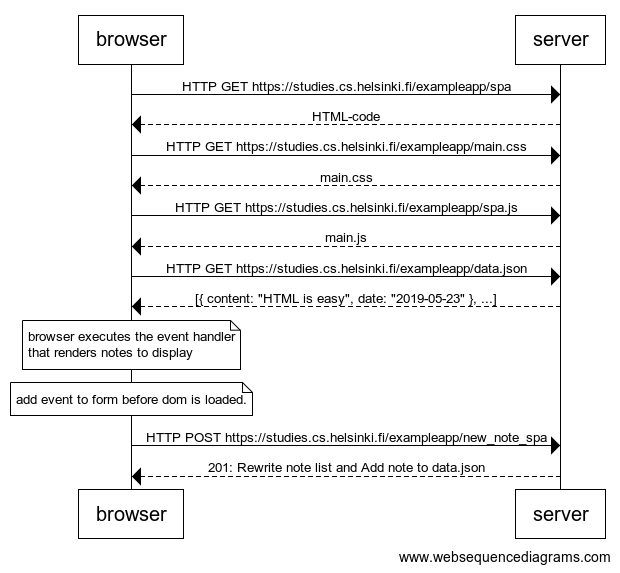 browser
server
HTTP GET https://studies.cs.helsinki.fi/exampleapp/spa
HTML-code
HTTP GET https://studies.cs.helsinki.fi/exampleapp/main.css
main.css
HTTP GET https://studies.cs.helsinki.fi/exampleapp/spa.js
main.js
HTTP GET https://studies.cs.helsinki.fi/exampleapp/data.json
[{ content: "HTML is easy", date: "2019-05-23" }, ...]
browser executes the event handler
that renders notes to display
add event to form before dom is loaded.
HTTP POST https://studies.cs.helsinki.fi/exampleapp/new_note_spa
201: Rewrite note list and Add note to data.json
browser
server
www.websequencediagrams.com